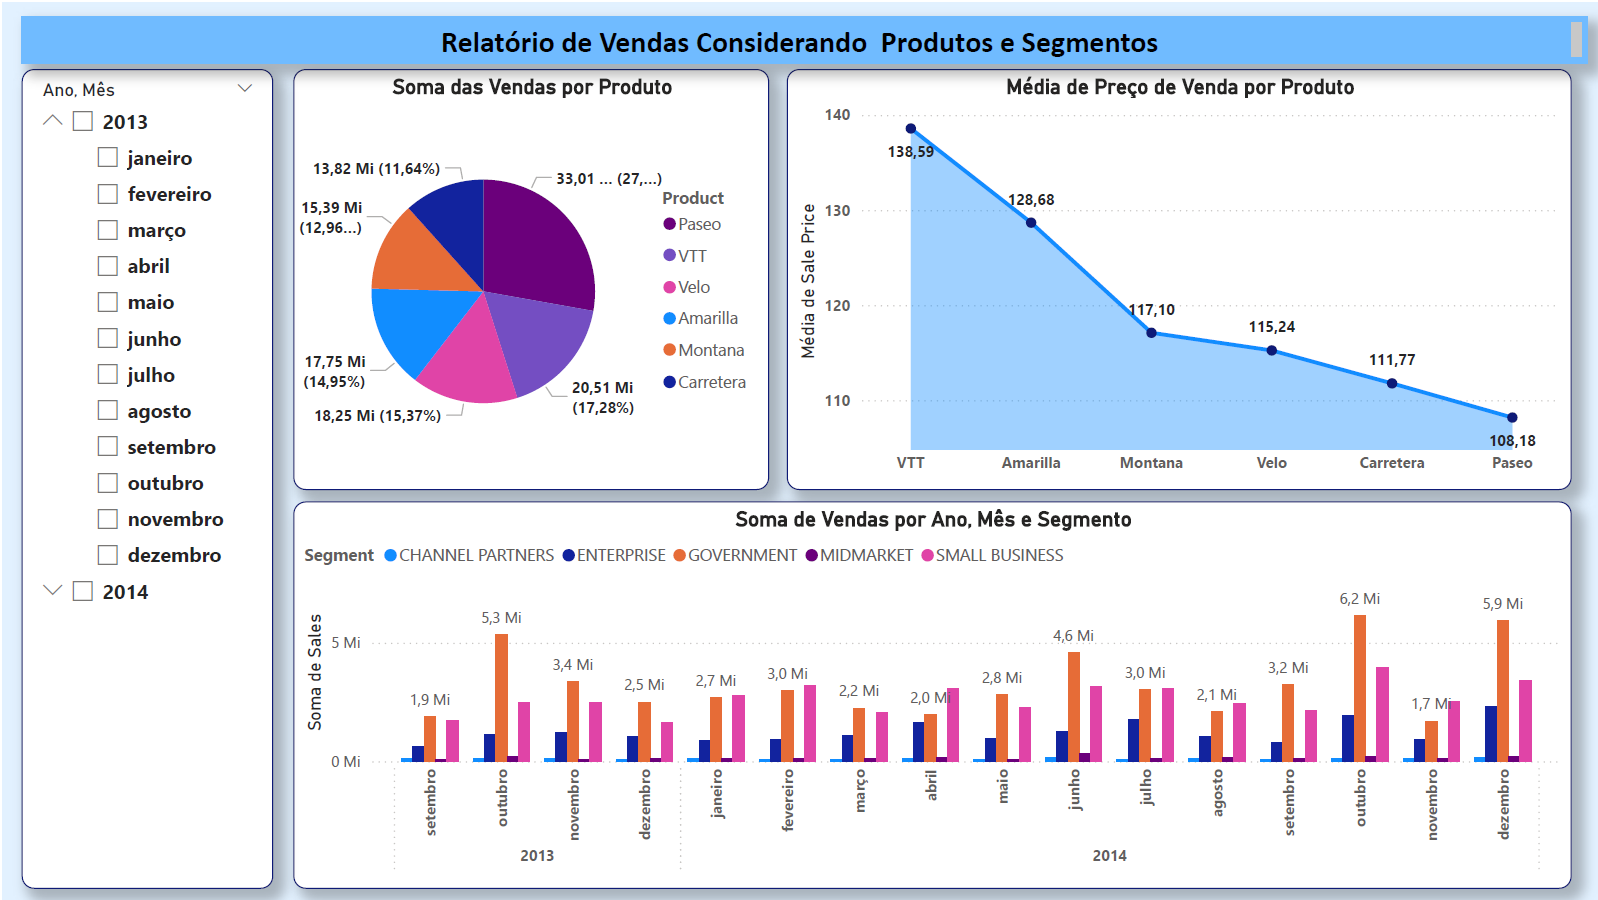 Relatório de Vendas Considerando  Produtos e Segmentos
Ano, Mês
2013
janeiro
fevereiro
março
abril
maio
junho
julho
agosto
setembro
outubro
novembro
dezembro
2014
Soma das Vendas por Produto
13,82 Mi (11,64%)
33,01 ... (27,...)
15,39 Mi
(12,96...)
17,75 Mi
(14,95%)
18,25 Mi (15,37%)
20,51 Mi
(17,28%)
Product
Paseo
VTT
Velo
Amarilla
Montana
Carretera
Média de Preço de Venda por Produto
Média de Sale Price
140
130
120
110
138,59
128,68
117,10
115,24
111,77
108,18
VTT Amarilla Montana Velo Carretera Paseo
Soma de Vendas por Ano, Mês e Segmento
Segment CHANNEL PARTNERS ENTERPRISE GOVERNMENT MIDMARKET SMALL BUSINESS
Soma de Sales
5 Mi
0 Mi
1,9 Mi
5,3 Mi
3,4 Mi
2,5 Mi
2,7 Mi
3,0 Mi
2,2 Mi
2,0 Mi
2,8 Mi
4,6 Mi
3,0 Mi
2,1 Mi
3,2 Mi
6,2 Mi
1,7 Mi
5,9 Mi
setembro
outubro
novembro
dezembro
janeiro
fevereiro
março
abril
maio
junho
julho
agosto
setembro
outubro
novembro
dezembro
2013
2014